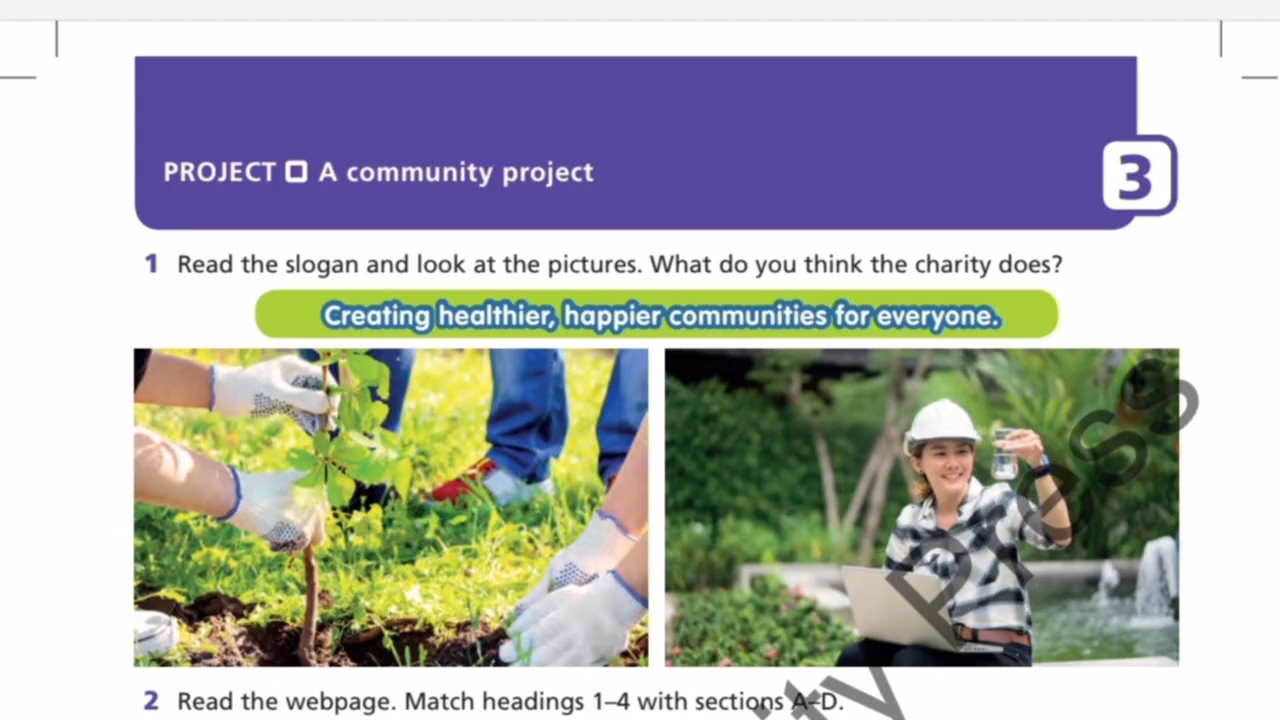 PROJECT A community project
3
1 Read the slogan and look at the pictures. What do you think the charity does?
Creating healthier, happier communities for everyone.
2 Read the webpage. Match headings 1–4 with sections A–D.
Press